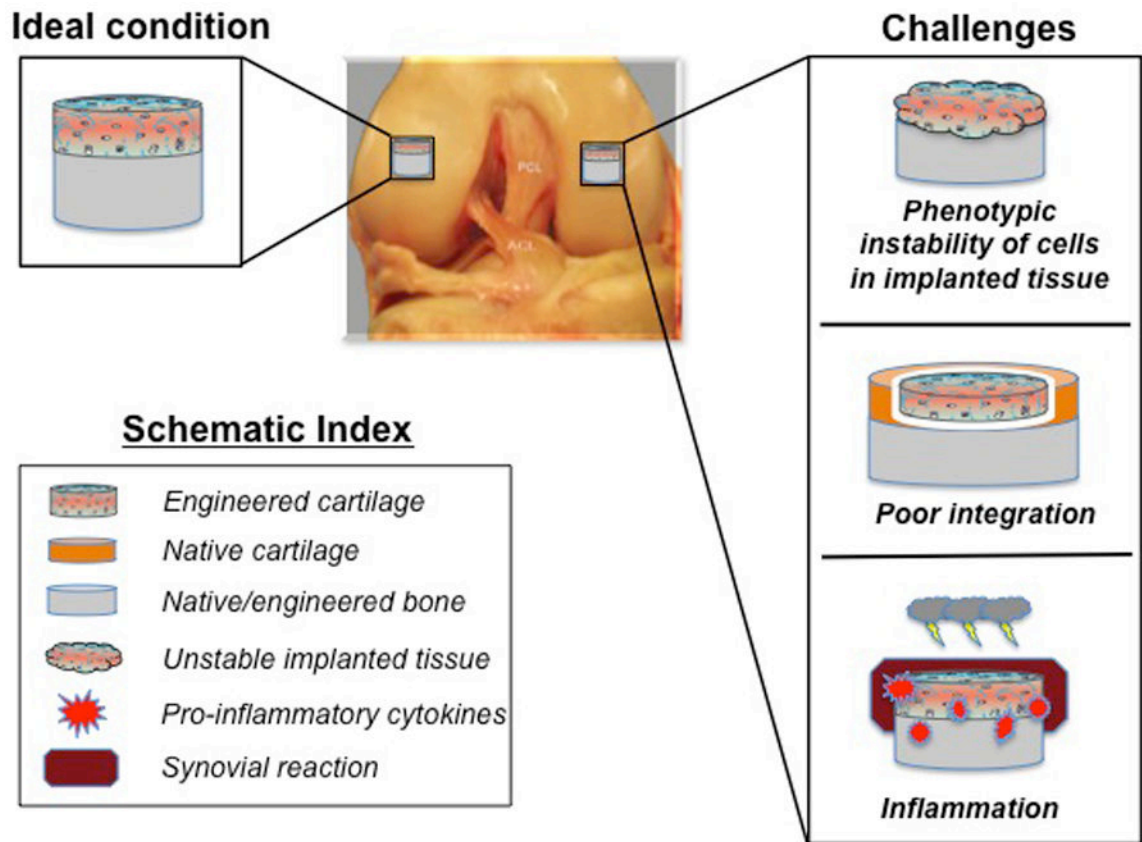 Ideal condition
PCL
ACL
Challenges
Phenotypic
instability of cells
in implanted tissue
Poor integration
Inflammation
Schematic Index
Engineered cartilage
Native cartilage
Native/engineered bone
Unstable implanted tissue
Pro-inflammatory cytokines
Synovial reaction